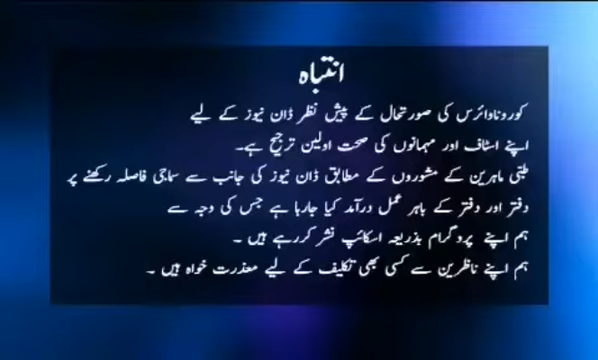 انتباہ
کوروناوائرس کی صورتحال کے پیش نظر ڈان نیوز کے لیے
اپنے اسٹاف اور مہمانوں کی صحت اولین ترجیح ہے۔
طبی ماہرین کے مشوروں کے مطابق ڈان نیوز کی جانب سے سماجی فاصلہ رکھنے پر
دفتر اور دفتر کے باہر عمل درآمد کیا جارہا ہے جس کی وجہ سے
ہم اپنے پروگرام بذریعہ اسکائپ نشر کررہے ہیں ۔
ہم اپنے ناظرین سے کسی بھی تکلیف کے لیے معذرت خواہ ہیں ۔